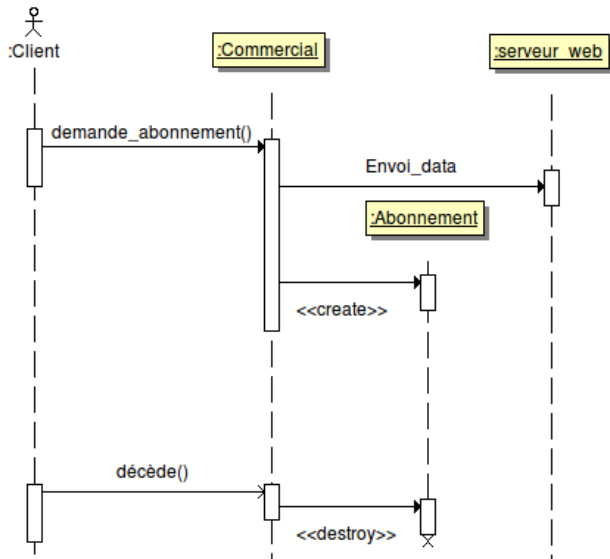 :Client
:Commercial
:serveur_web
demande_abonnement()
Envoi_data
:Abonnement
<<create>>
décède()
<<destroy>>